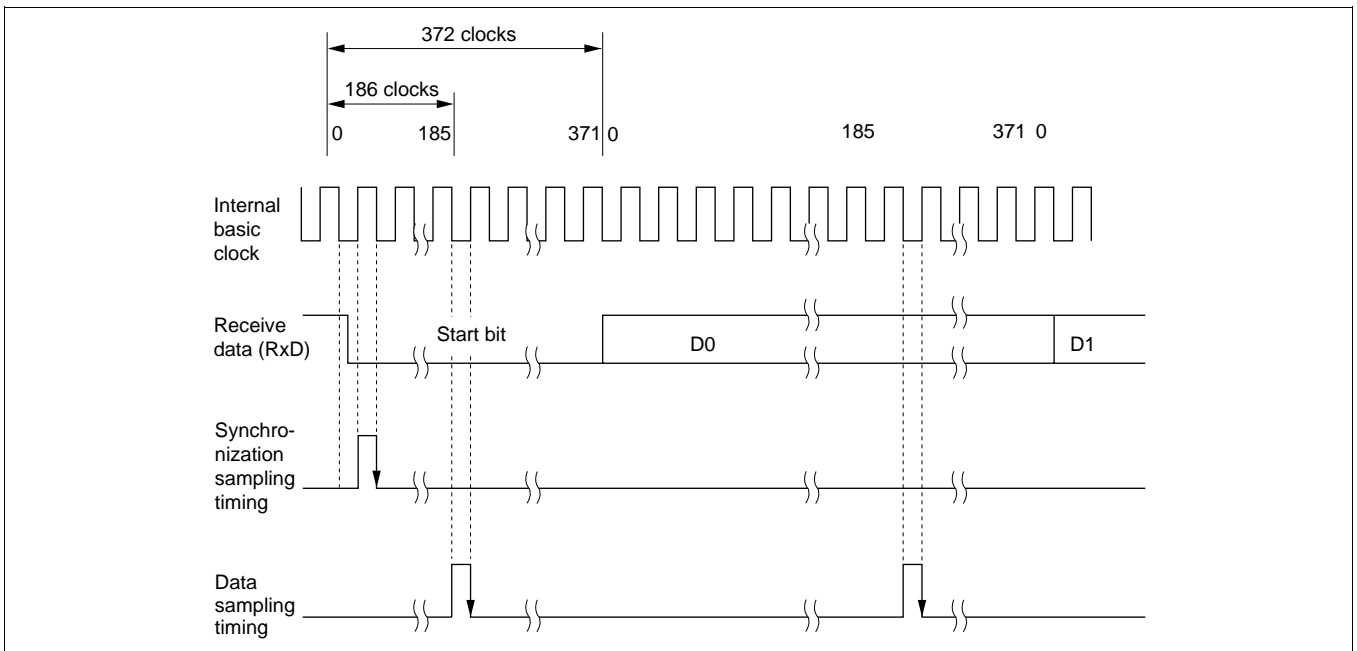 372 clocks
186 clocks
0 185 371 0 185 371 0
Internal
basic
clock
Receive
data (RxD)
Start bit D0 D1
Synchro-
nization
sampling
timing
Data
sampling
timing